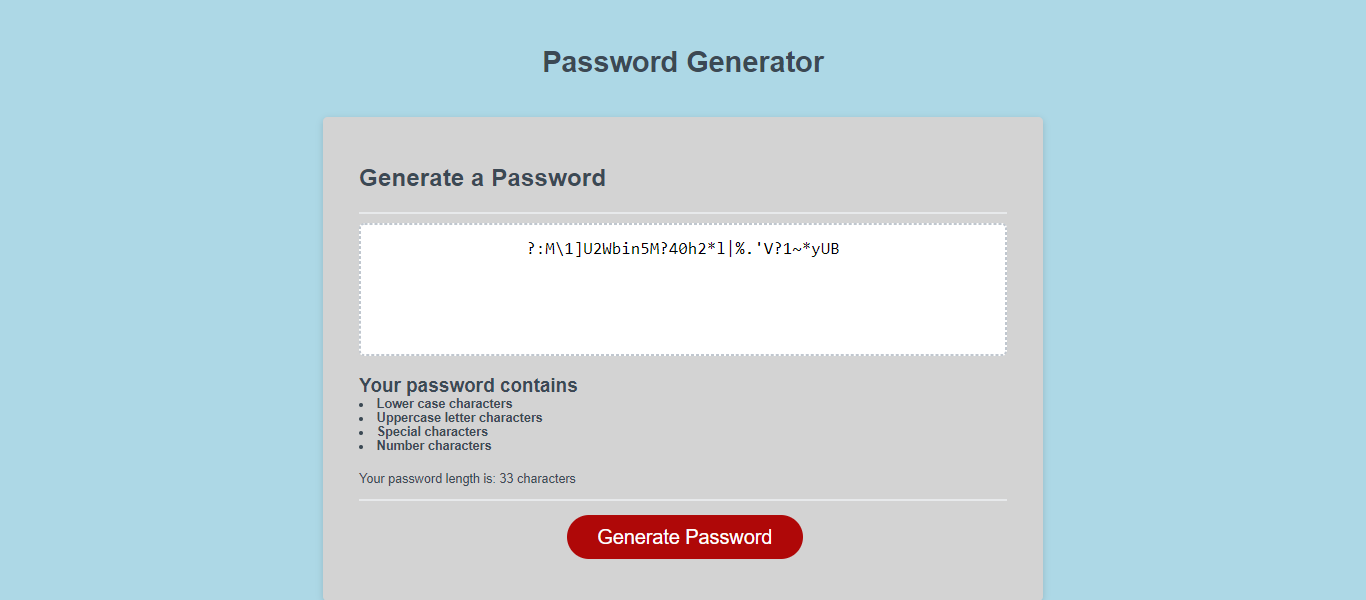 Password Generator
Generate a Password
?:M\1]U2Wbin5M?40h2*l|%.'V?1~*yUB
Your password contains
Lower case characters
Uppercase letter characters
Special characters
Number characters
Your password length is: 33 characters
Generate Password